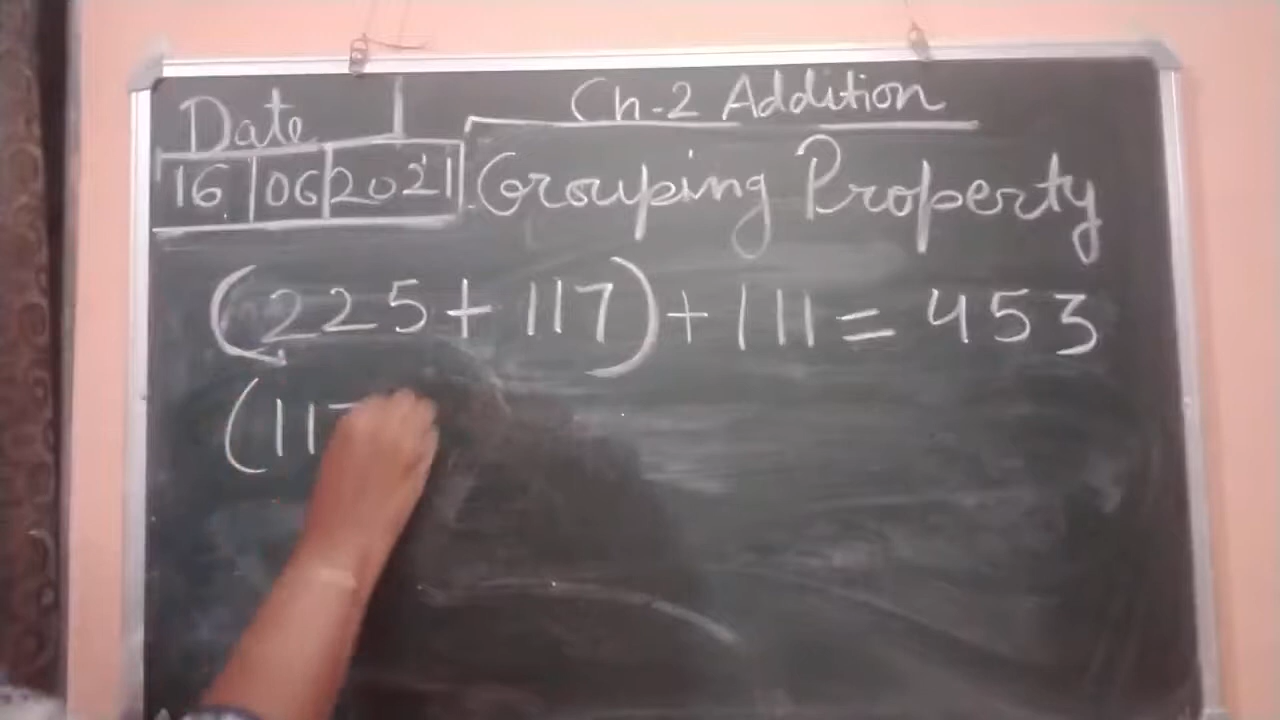 Ch-2 Addition
Date
16 06 2021
Grouping Property
(225+ 117)+111=453
(117